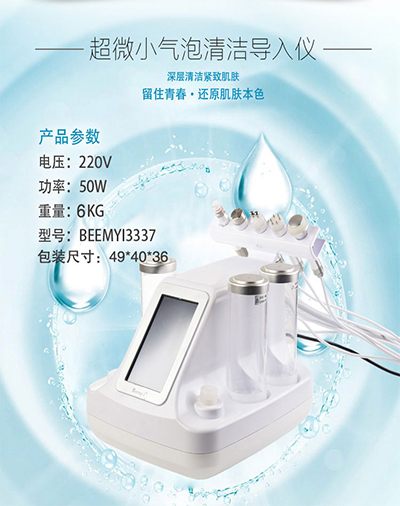 超微小气泡清洁导入仪
深层清洁紧致肌肤
留住青春·还原肌肤本色
产品参数
电压：220V
功率：50W
重量：6KG
型号：BEEMYI3337
包装尺寸：49*40*36